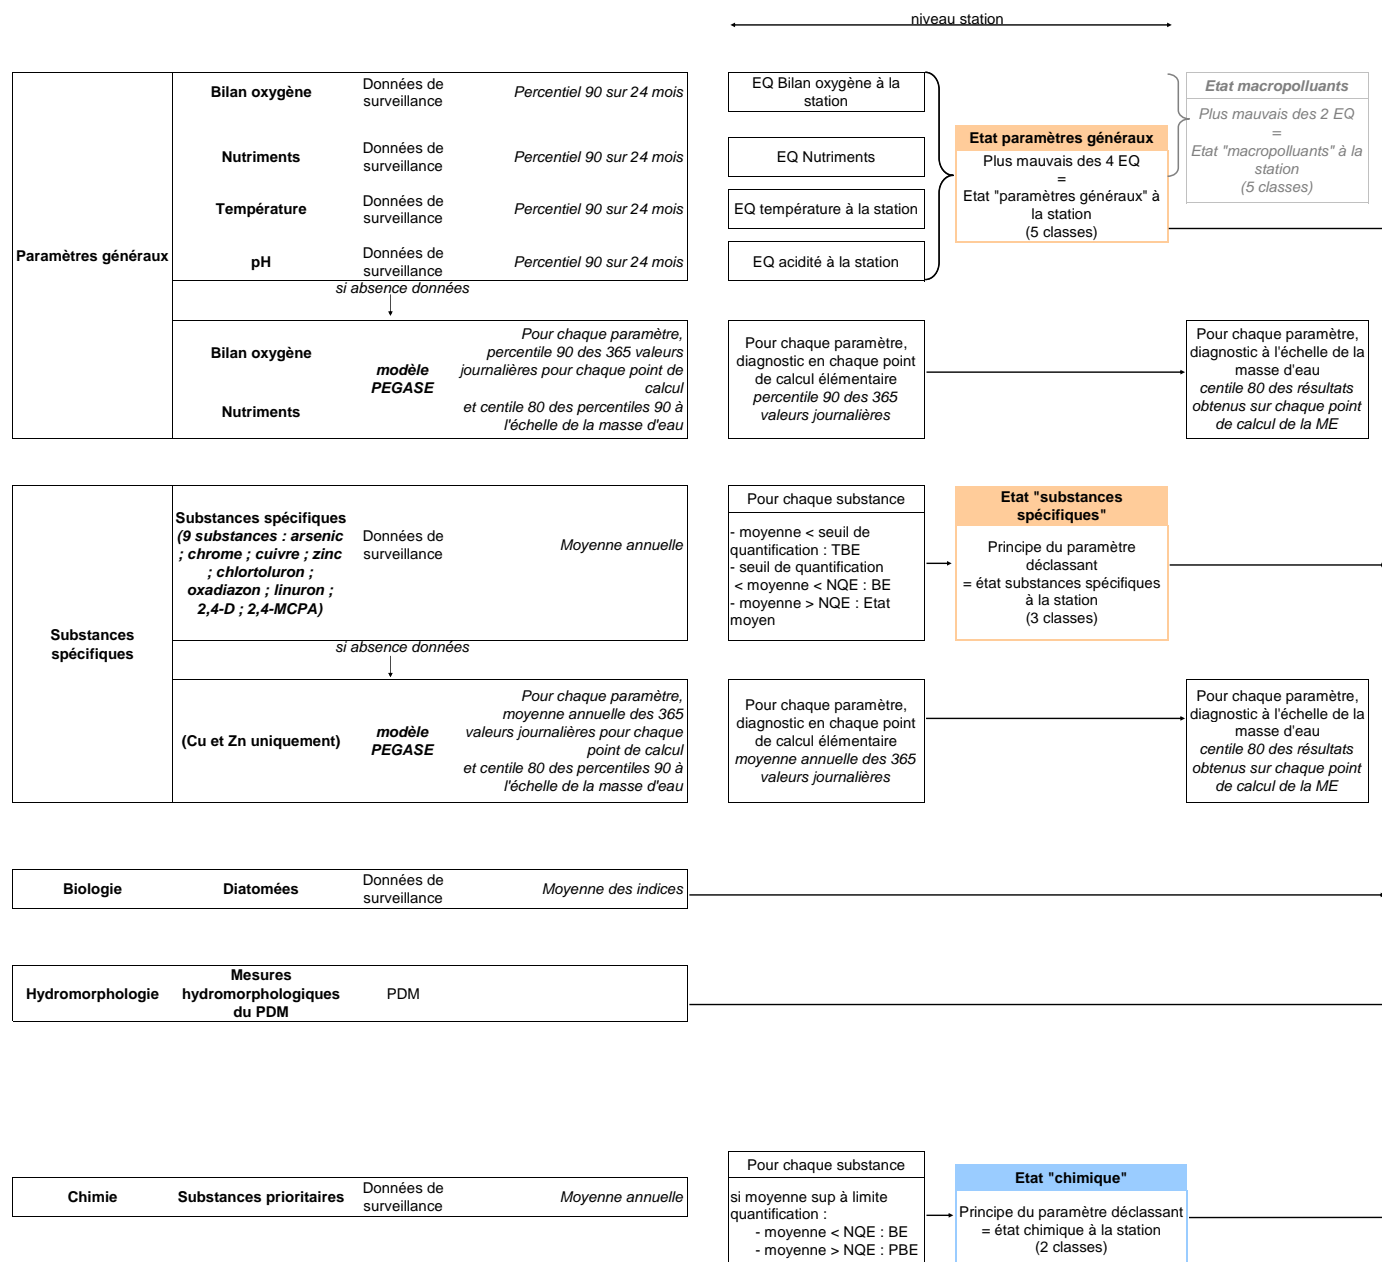 niveau station
Paramètres généraux
Bilan oxygène
Données de
surveillance
Percentiel 90 sur 24 mois
Nutriments
Données de
surveillance
Percentiel 90 sur 24 mois
Température
Données de
surveillance
Percentiel 90 sur 24 mois
pH
Données de
surveillance
Percentiel 90 sur 24 mois
si absence données
Bilan oxygène
Nutriments
modèle
PEGASE
Pour chaque paramètre,
percentile 90 des 365 valeurs
journalières pour chaque point de
calcul
et centile 80 des percentiles 90 à
l'échelle de la masse d'eau
EQ Bilan oxygène à la
station
EQ Nutriments
EQ température à la station
EQ acidité à la station
Etat paramètres généraux
Plus mauvais des 4 EQ
=
Etat "paramètres généraux" à
la station
(5 classes)
Etat macropolluants
Plus mauvais des 2 EQ
=
Etat "macropolluants" à la
station
(5 classes)
Pour chaque paramètre,
diagnostic en chaque point
de calcul élémentaire
percentile 90 des 365
valeurs journalières
Pour chaque paramètre,
diagnostic à l'échelle de la
masse d'eau
centile 80 des résultats
obtenus sur chaque point
de calcul de la ME
Substances
spécifiques
Substances spécifiques
(9 substances : arsenic
; chrome ; cuivre ; zinc
; chlortoluron ;
oxadiazon ; linuron ;
2,4-D ; 2,4-MCPA)
Données de
surveillance
Moyenne annuelle
si absence données
(Cu et Zn uniquement)
modèle
PEGASE
Pour chaque paramètre,
moyenne annuelle des 365
valeurs journalières pour chaque
point de calcul
et centile 80 des percentiles 90 à
l'échelle de la masse d'eau
Pour chaque substance
- moyenne < seuil de
quantification : TBE
- seuil de quantification
< moyenne < NQE : BE
- moyenne > NQE : Etat
moyen
Etat "substances
spécifiques"
Principe du paramètre
déclassant
= état substances spécifiques
à la station
(3 classes)
Pour chaque paramètre,
diagnostic en chaque point
de calcul élémentaire
moyenne annuelle des 365
valeurs journalières
Pour chaque paramètre,
diagnostic à l'échelle de la
masse d'eau
centile 80 des résultats
obtenus sur chaque point
de calcul de la ME
Biologie
Diatomées
Données de
surveillance
Moyenne des indices
Hydromorphologie
Mesures
hydromorphologiques
du PDM
PDM
Chimie
Substances prioritaires
Données de
surveillance
Moyenne annuelle
Pour chaque substance
si moyenne sup à limite
quantification :
- moyenne < NQE : BE
- moyenne > NQE : PBE
Etat "chimique"
Principe du paramètre déclassant
= état chimique à la station
(2 classes)